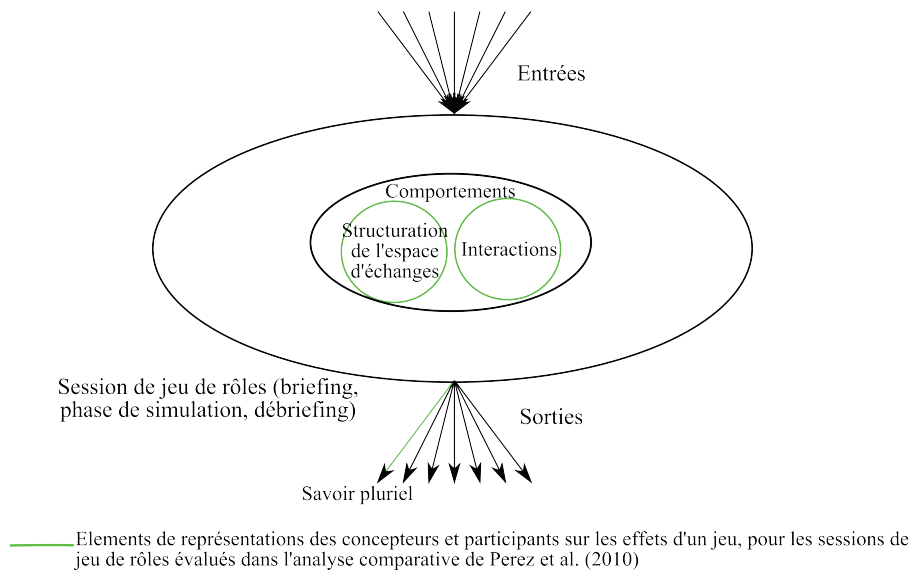 Entrées
Comportements
Structuration
de l'espace
d'échanges
Interactions
Session de jeu de rôles (briefing,
phase de simulation, débriefing)
Sorties
Savoir pluriel
Elements de représentations des concepteurs et participants sur les effets d'un jeu, pour les sessions de
jeu de rôles évalués dans l'analyse comparative de Perez et al. (2010)